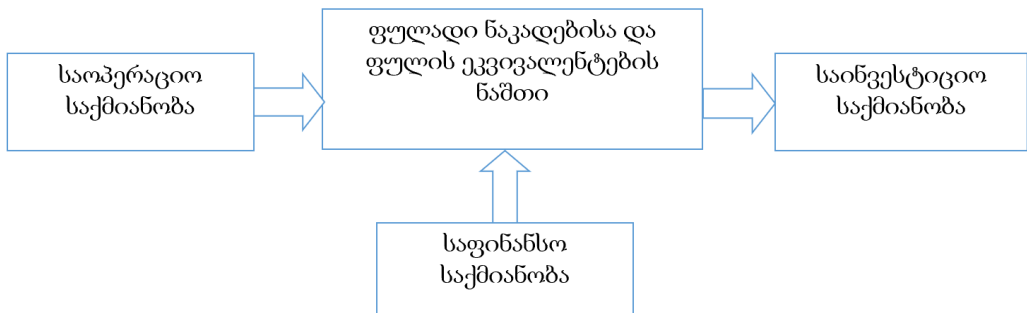 საოპერაციო
საქმიანობა
ფულადი ნაკადებისა და
ფულის ეკვივალენტების
ნაშთი
საინვესტიციო
საქმიანობა
საფინანსო
საქმიანობა